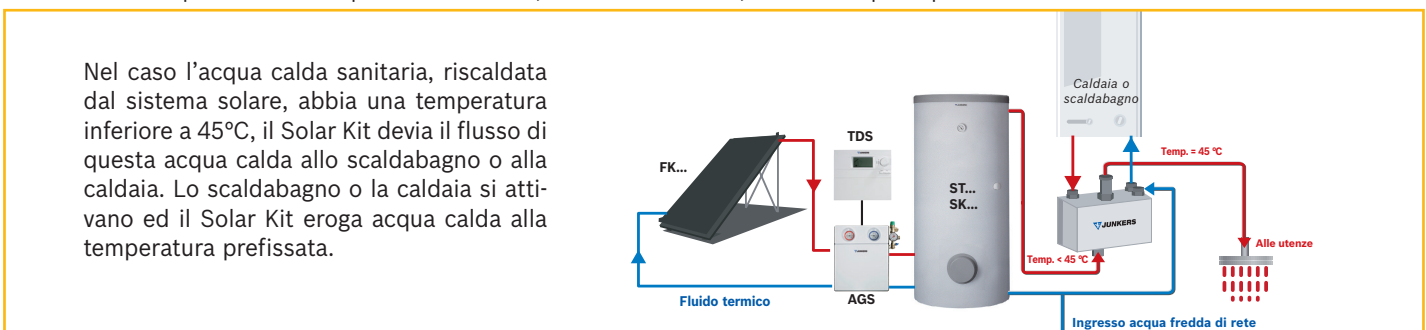 Nel caso l’acqua calda sanitaria, riscaldata
dal sistema solare, abbia una temperatura
inferiore a 45°C, il Solar Kit devia il flusso di
questa acqua calda allo scaldabagno o alla
caldaia. Lo scaldabagno o la caldaia si atti-
vano ed il Solar Kit eroga acqua calda alla
temperatura prefissata.
Caldaia o
scaldabagno
TDS
FK...
Temp. = 45 °C
ST...
SK...
JUNKERS
Alle utenze
Temp. < 45 °C
Fluido termico
AGS
Ingresso acqua fredda di rete